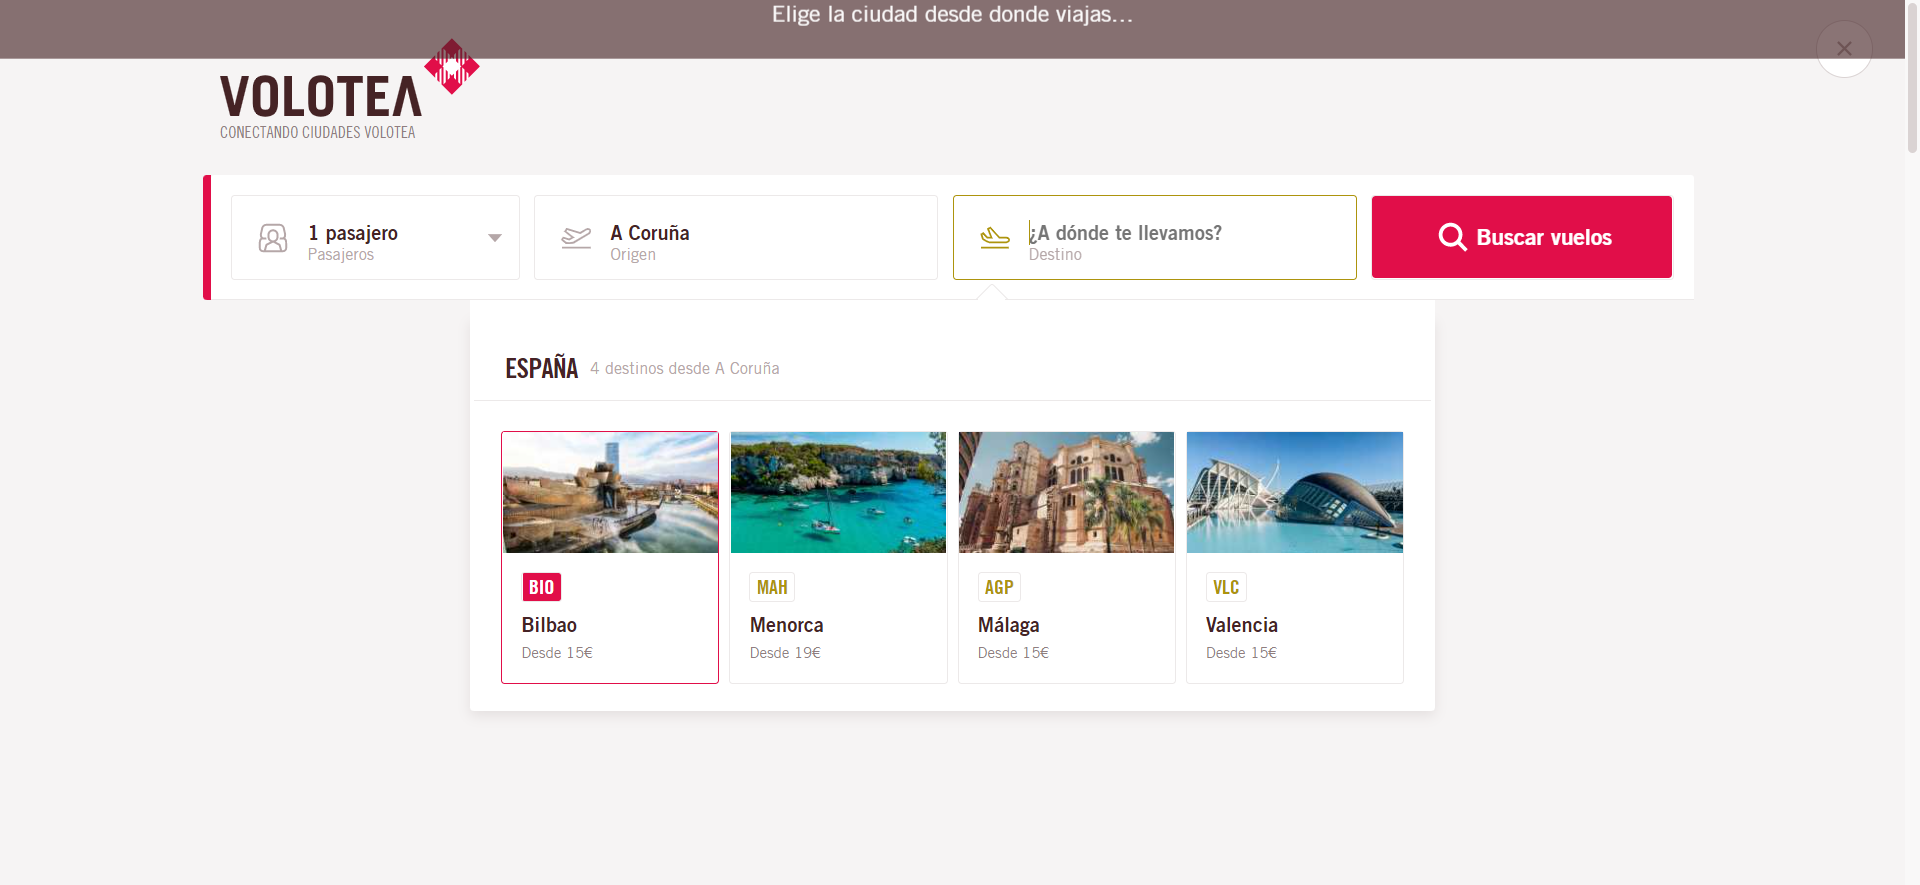 Elige la ciudad desde donde viajas...
VOLOTEA
CONECTANDO CIUDADES VOLOTEA
1 pasajero
Pasajeros
A Coruña
Origen
¿A dónde te llevamos?
Destino
Buscar vuelos
ESPAÑA 4 destinos desde A Coruña
BIO
Bilbao
Desde 15€
MAH
Menorca
Desde 19€
AGP
Málaga
Desde 15€
VLC
Valencia
Desde 15€